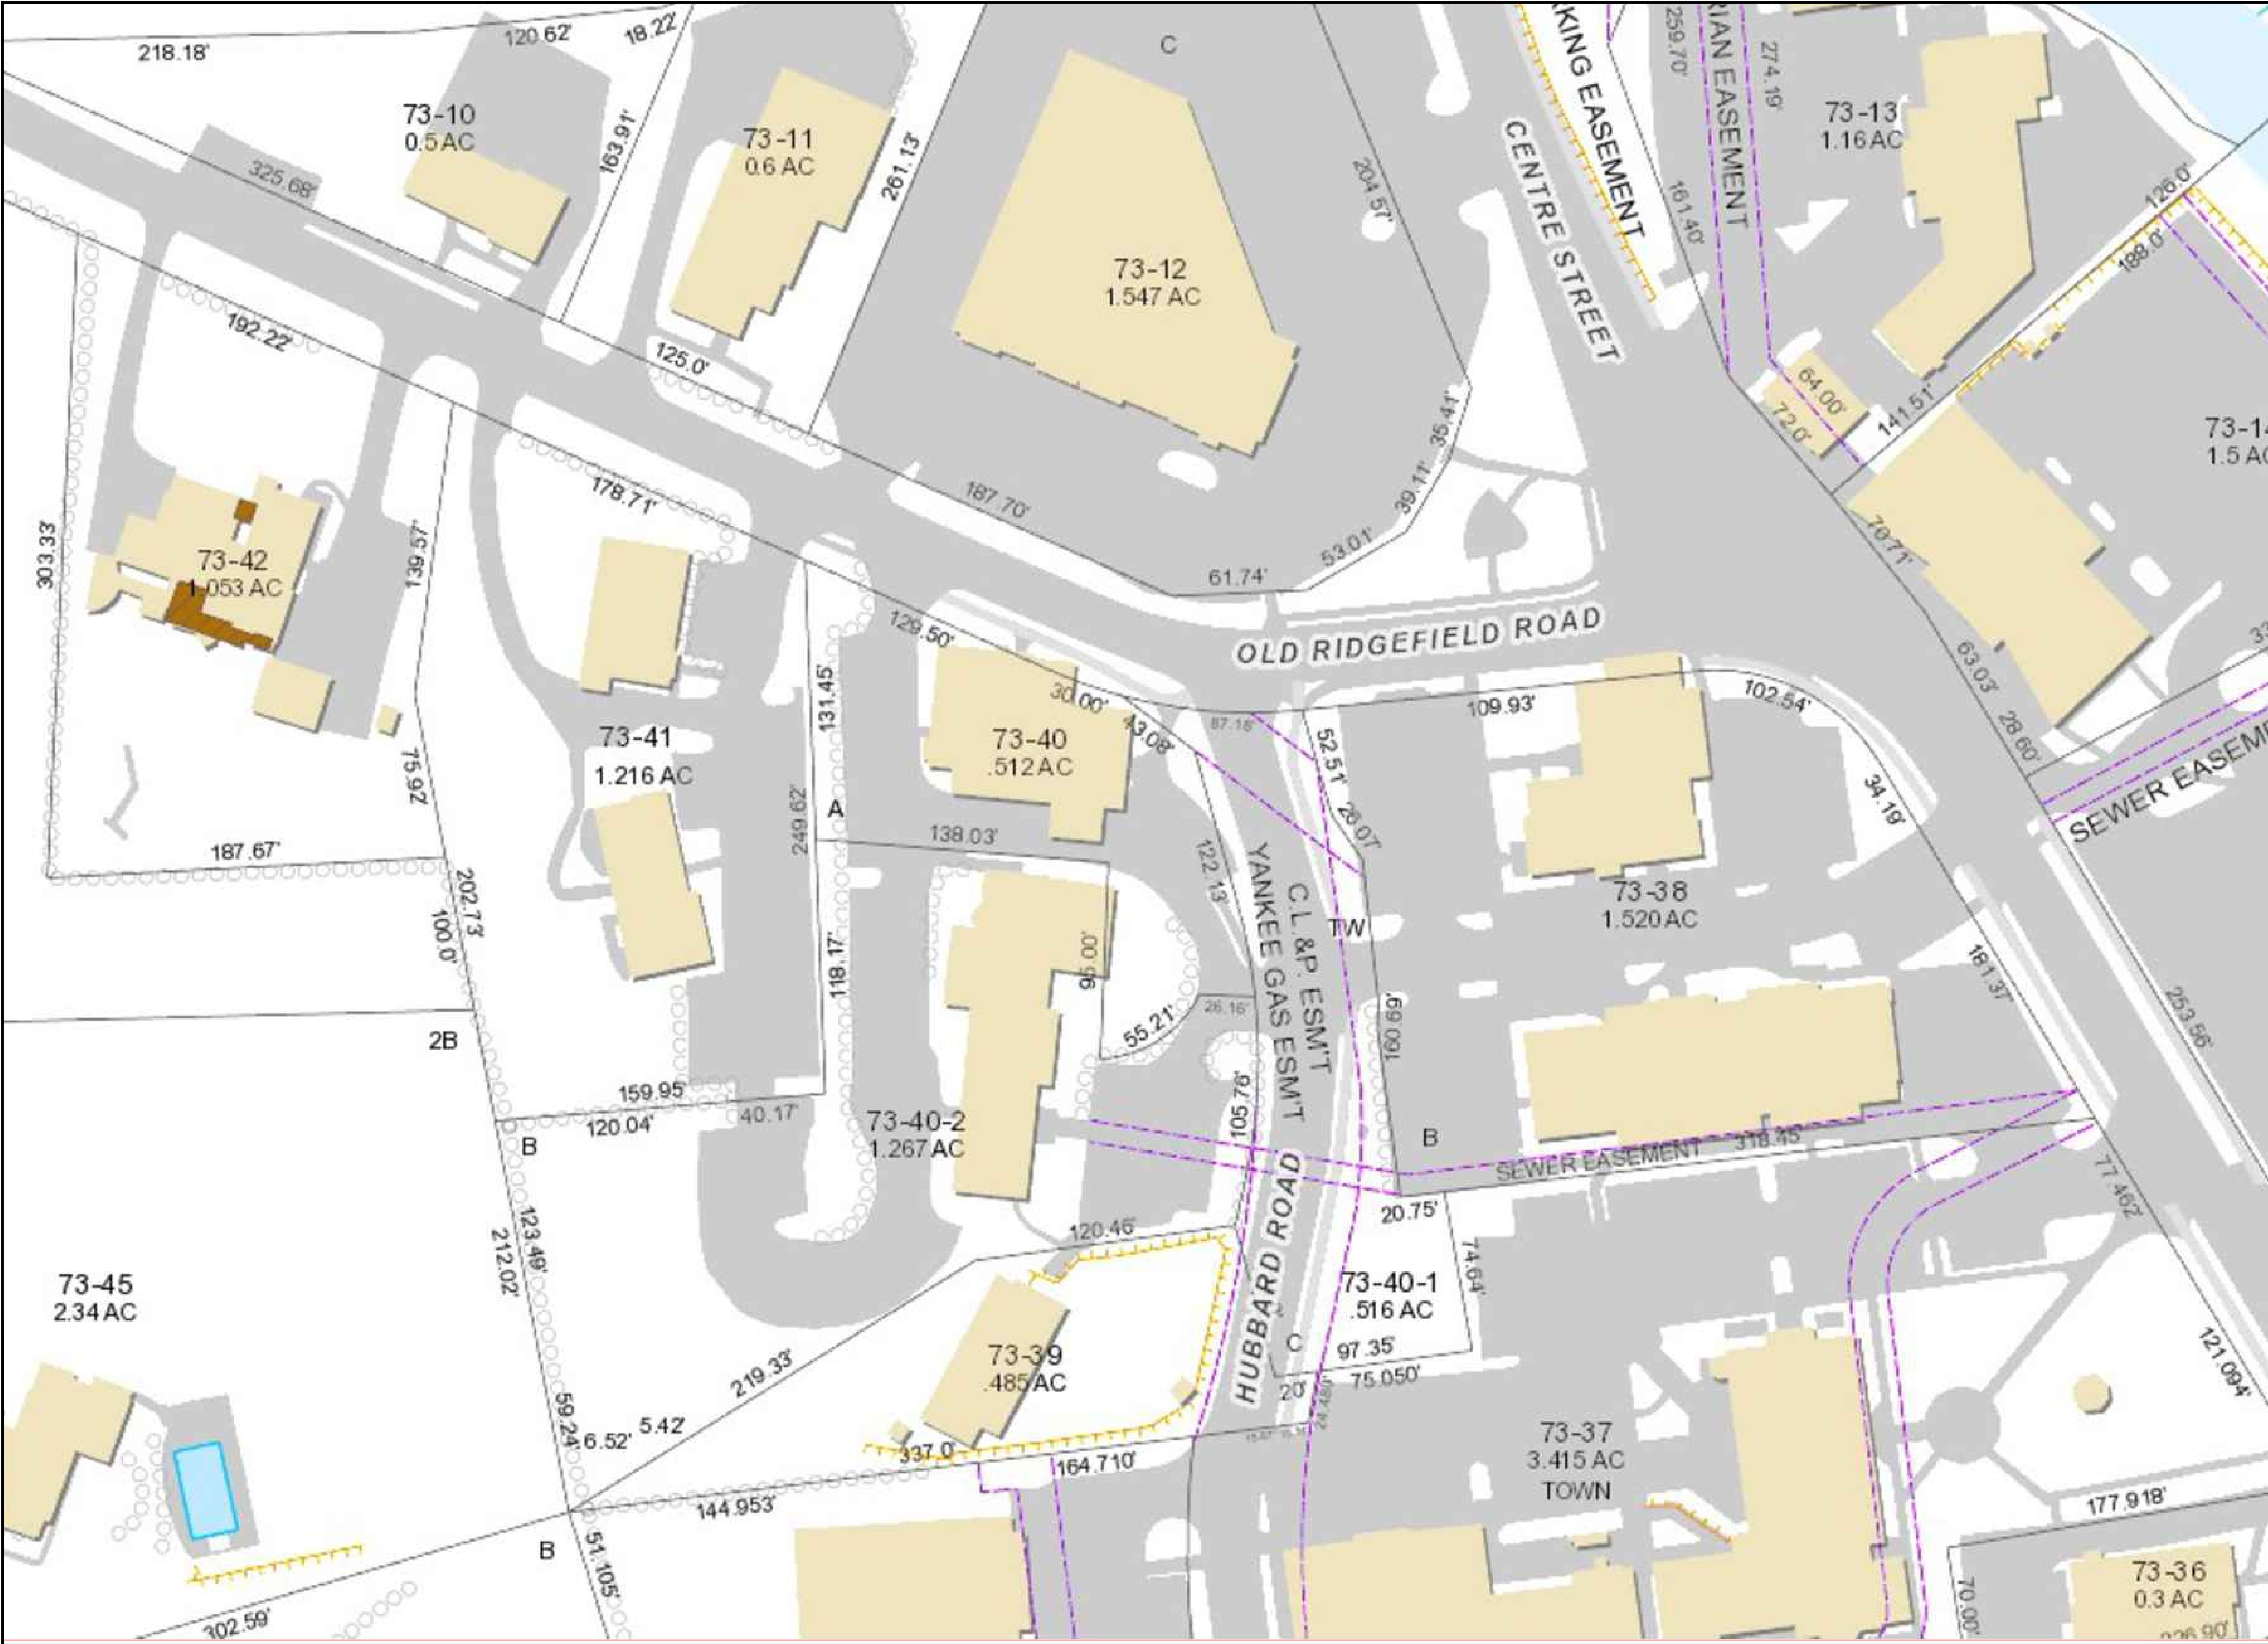 218.18'
120.62'
18.22'
C
KING EASEMENT
259.70'
RIAN EASEMENT
274.19'
73-10
0.5 AC
163.91'
73-11
0.6 AC
261.13'
204.57'
CENTRE STREET
161.40'
73-13
1.16 AC
126.0'
188.0'
325.68'
73-12
1.547 AC
192.22'
125.0'
64.00'
72.0'
141.51'
73-1
1.5 AC
35.41'
39.11'
178.71'
187.70'
53.01'
61.74'
70.71'
303.33'
73-42
1.053 AC
139.57'
129.50'
OLD RIDGEFIELD ROAD
63.03'
28.60'
131.45'
30.00'
43.08'
87.16'
109.93'
102.54'
73-41
1.216 AC
73-40
.512 AC
52.51'
26.07'
75.92'
34.19'
SEWER EASEME
249.62'
A
138.03'
187.67'
122.13'
202.73'
100.0'
YANKEE GAS ESM'T
C.L.&P. ESM'T
TW
73-38
1.520 AC
118.17'
95.00'
181.37'
253.56'
2B
55.21'
26.16'
160.69'
159.95'
120.04'
40.17'
105.76'
73-40-2
1.267 AC
B
B
SEWER EASEMENT
318.45'
77.462'
123.49'
212.02'
120.46'
HUBBARD ROAD
20.75'
74.64'
73-45
2.34 AC
73-40-1
.516 AC
C
97.35'
73-39
.485 AC
219.33'
20'
75.050'
24.480'
121.094'
59.24'
6.52'
5.42'
337.0'
164.710'
73-37
3.415 AC
TOWN
144.953'
177.918'
B
51.105'
302.59'
70.00'
73-36
0.3 AC